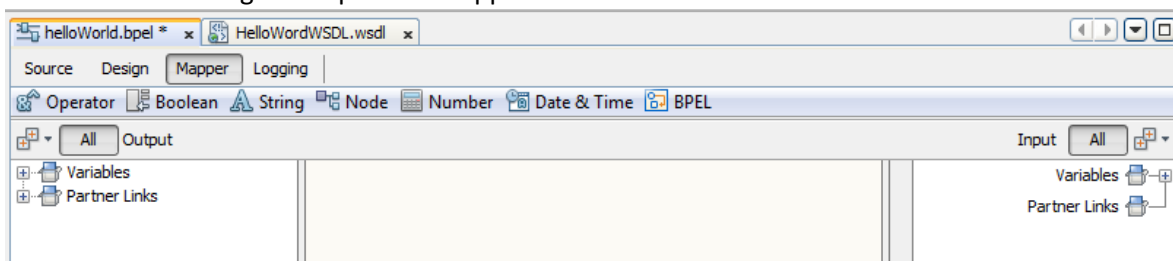 helloWorld.bpel * x HelloWordWSDL.wsdl x
Source Design Mapper Logging
Operator Boolean String Node Number Date & Time BPEL
All Output Input All
Variables Variables
Partner Links Partner Links